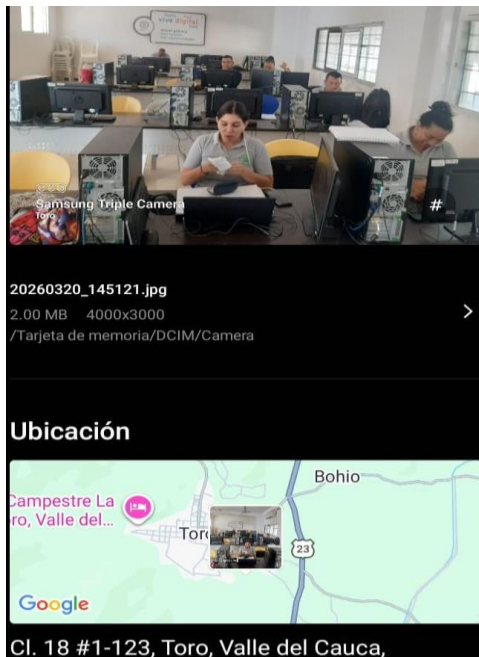 vive digital
Samsung Triple Camera
Toro
#
20260320_145121.jpg
2.00 MB 4000x3000
/Tarjeta de memoria/DCIM/Camera
Ubicación
Bohio
Campestre La
ro, Valle del...
Toro
23
Google
Cl. 18 #1-123, Toro, Valle del Cauca,